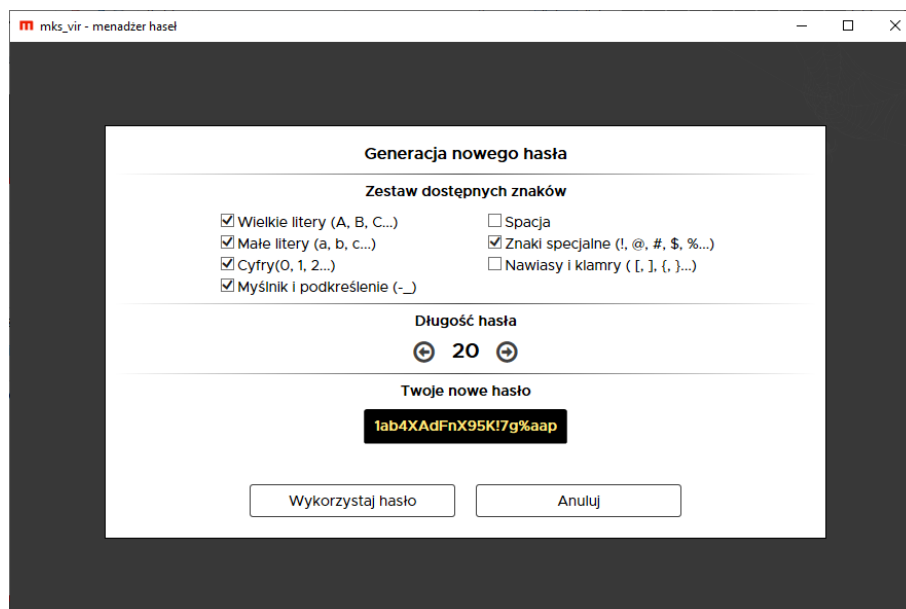 mks_vir - menadżer haseł
Generacja nowego hasła
Zestaw dostępnych znaków
Wielkie litery (A, B, C...)
Spacja
Małe litery (a, b, c...)
Znaki specjalne (!, @, #, $, %...)
Cyfry(0, 1, 2...)
Nawiasy i klamry ( [, ], {, }...)
Myślnik i podkreślenie (-_)
Długość hasła
20
Twoje nowe hasło
1ab4XAdFnX95K!7g%aap
Wykorzystaj hasło
Anuluj